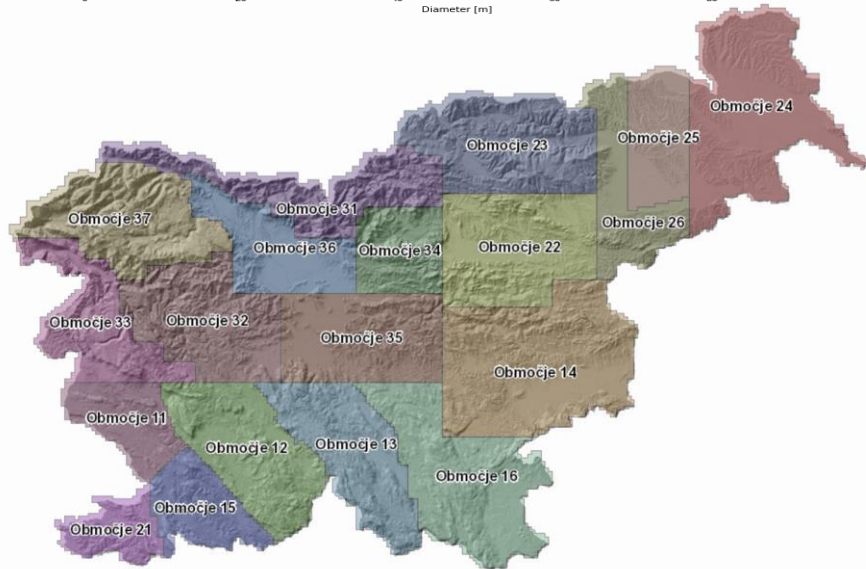 Diameter [m]
Območje 24
Območje 25
Območje 23
Območje 37
Območje 31
Območje 26
Območje 36
Območje 34
Območje 22
Območje 33
Območje 32
Območje 35
Območje 14
Območje 11
Območje 12
Območje 13
Območje 16
Območje 15
Območje 21